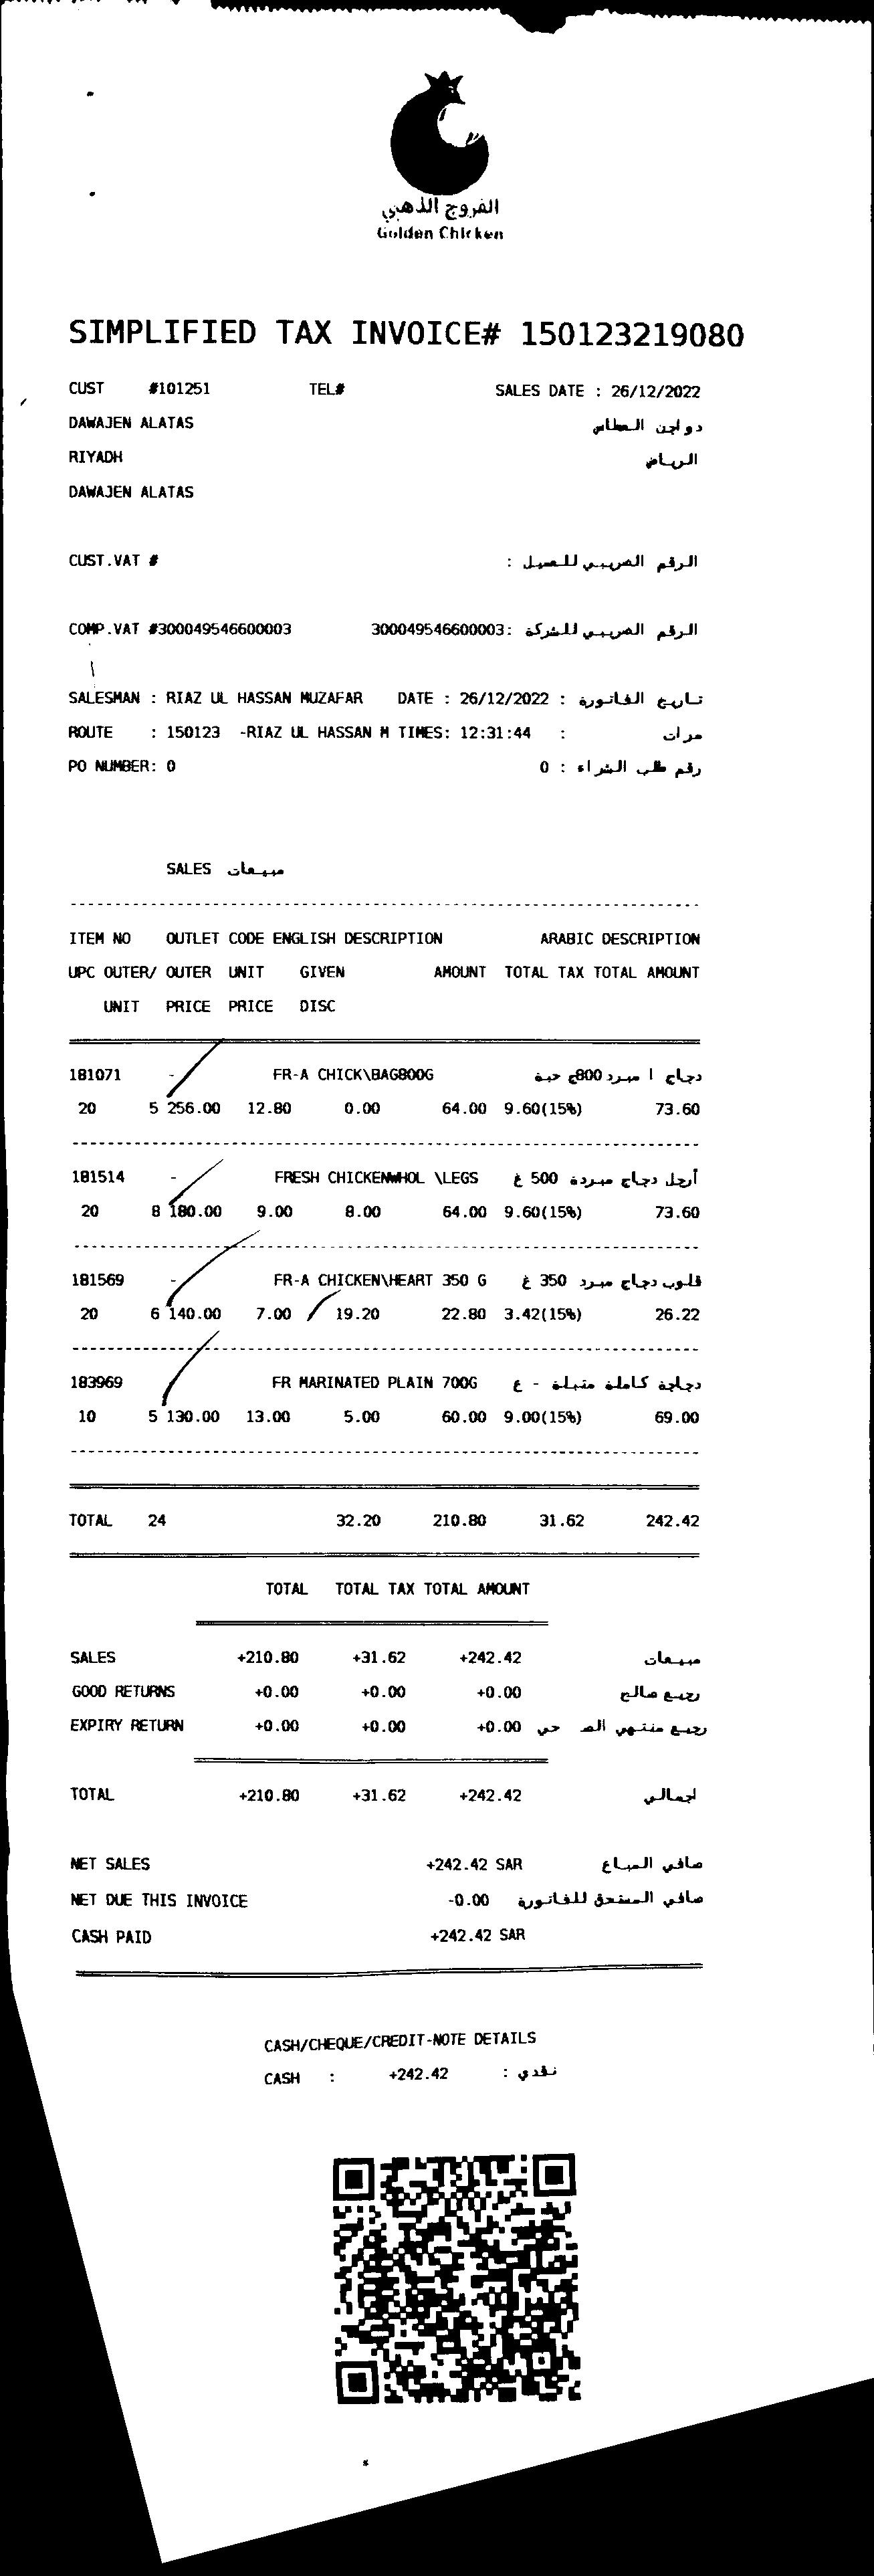 الفروج الذهبي
Golden Chicken
SIMPLIFIED TAX INVOICE# 150123219080
CUST #101251 TEL# SALES DATE : 26/12/2022
DAWAJEN ALATAS دواجن العطاس
RIYADH الرياض
DAWAJEN ALATAS
CUST.VAT # الرقم الضريبي للعميل :
COMP.VAT #300049546600003 300049546600003: الرقم الضريبي للشركة
SALESMAN : RIAZ UL HASSAN MUZAFAR DATE : 26/12/2022 : تاريخ الفاتورة
ROUTE : 150123 -RIAZ UL HASSAN M TIMES: 12:31:44 : مرات
PO NUMBER: 0 0 : رقم طلب الشراء
SALES مبيعات
ITEM NO OUTLET CODE ENGLISH DESCRIPTION ARABIC DESCRIPTION
UPC OUTER/ OUTER UNIT GIVEN AMOUNT TOTAL TAX TOTAL AMOUNT
UNIT PRICE PRICE DISC
181071 - FR-A CHICK\BAG800G دجاج ا مبرد 800ج حبة
20 5 256.00 12.80 0.00 64.00 9.60(15%) 73.60
181514 - FRESH CHICKENWHOL \LEGS أرجل دجاج مبردة 500 غ
20 8 180.00 9.00 8.00 64.00 9.60(15%) 73.60
181569 - FR-A CHICKEN\HEART 350 G قلوب دجاج مبرد 350 غ
20 6 140.00 7.00 19.20 22.80 3.42(15%) 26.22
183969 FR MARINATED PLAIN 700G دجاجة كاملة متبلة - ع
10 5 130.00 13.00 5.00 60.00 9.00(15%) 69.00
TOTAL 24 32.20 210.80 31.62 242.42
TOTAL TOTAL TAX TOTAL AMOUNT
SALES +210.80 +31.62 +242.42 مبيعات
GOOD RETURNS +0.00 +0.00 +0.00 رجيع صالح
EXPIRY RETURN +0.00 +0.00 +0.00 رجيع منتهي الصـ حي
TOTAL +210.80 +31.62 +242.42 اجمالي
NET SALES +242.42 SAR صافي المباع
NET DUE THIS INVOICE -0.00 صافي المستحق للفاتورة
CASH PAID +242.42 SAR
CASH/CHEQUE/CREDIT-NOTE DETAILS
CASH : +242.42 : نقدي